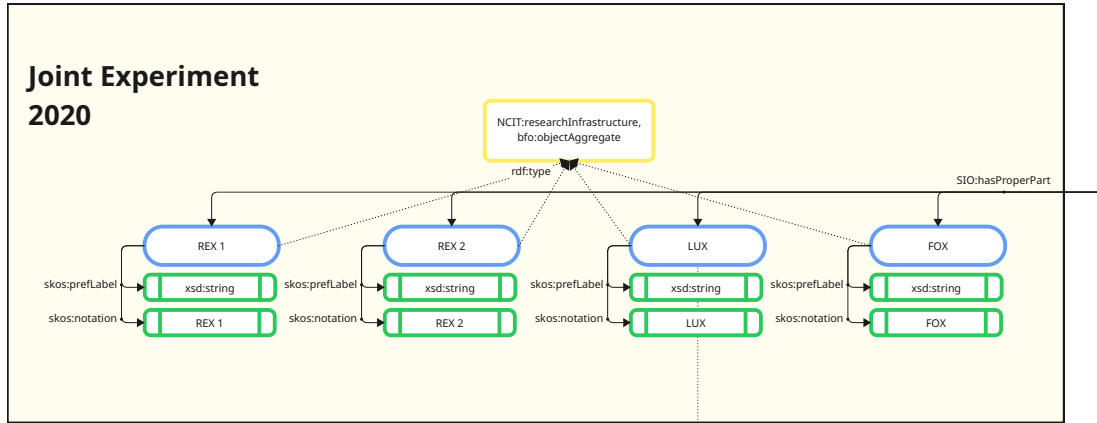 Joint Experiment
2020
NCIT:researchInfrastructure,
bfo:objectAggregate
rdf:type
SIO:hasProperPart
REX 1
REX 2
LUX
FOX
skos:prefLabel
xsd:string
skos:prefLabel
xsd:string
skos:prefLabel
xsd:string
skos:prefLabel
xsd:string
skos:notation
REX 1
skos:notation
REX 2
skos:notation
LUX
skos:notation
FOX